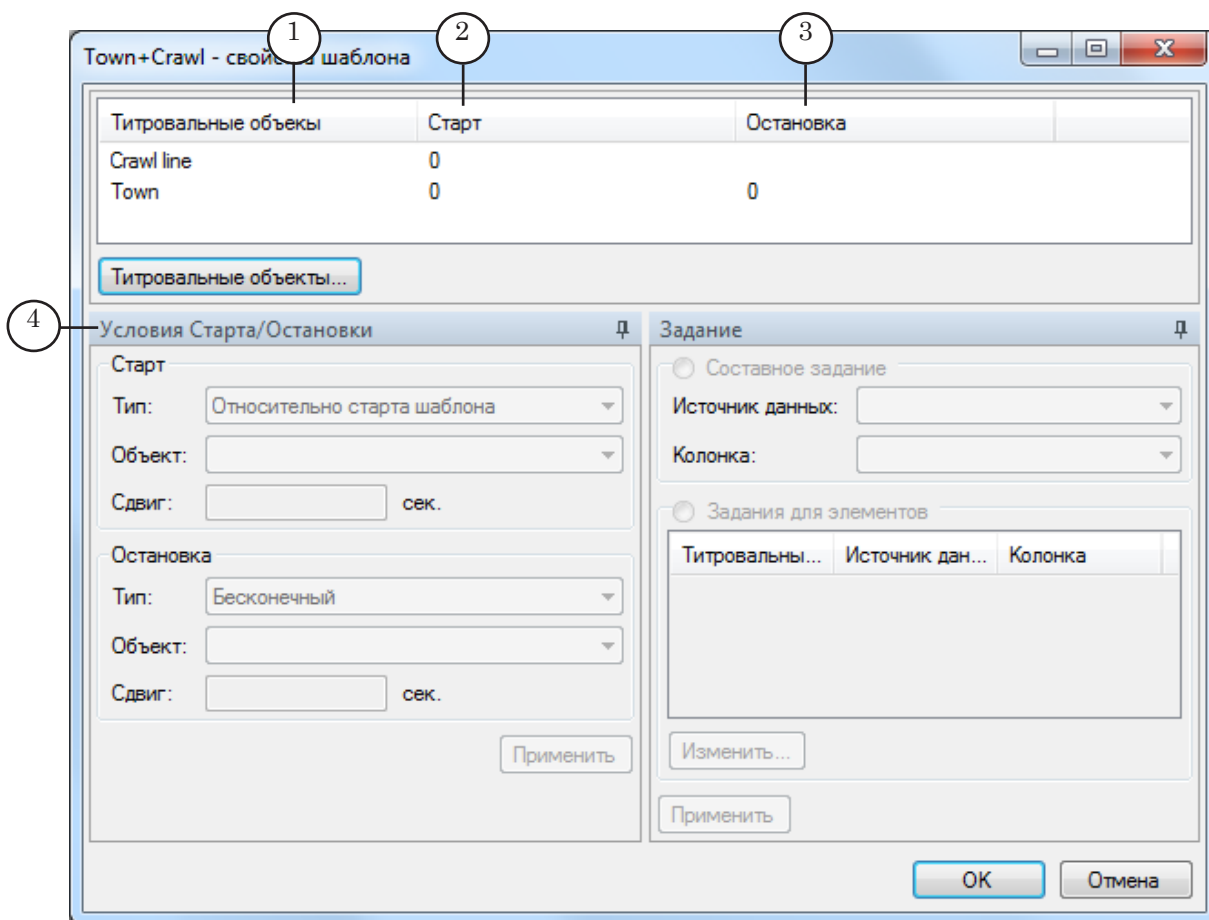 1 2 3
Town+Crawl - свойства шаблона
Титровальные объекы Старт Остановка
Crawl line 0
Town 0 0
Титровальные объекты...
4
Условия Старта/Остановки
Старт
Тип: Относительно старта шаблона
Объект:
Сдвиг: сек.
Остановка
Тип: Бесконечный
Объект:
Сдвиг: сек.
Применить
Задание
Составное задание
Источник данных:
Колонка:
Задания для элементов
Титровальны... Источник дан... Колонка
Изменить...
Применить
OK Отмена